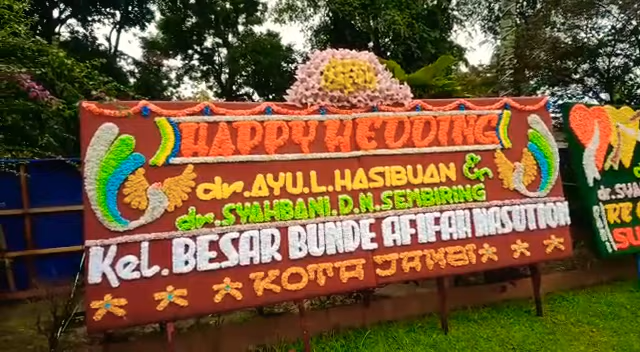 HAPPY WEDDING
dr. AYU.L.HASIBUAN
&
dr. SYAHBANI.D.N.SEMBIRING
Kel. BESAR BUNDE AFIFAH NASUTION
KOTA JAMBI